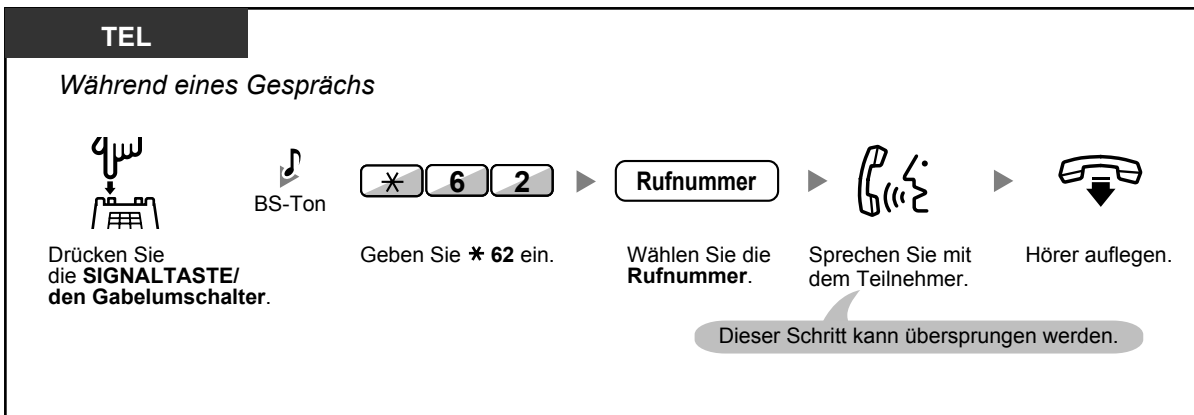 TEL
Während eines Gesprächs
BS-Ton
* 6 2
Rufnummer
Drücken Sie
die SIGNALTASTE/
den Gabelumschalter.
Geben Sie * 62 ein.
Wählen Sie die
Rufnummer.
Sprechen Sie mit
dem Teilnehmer.
Hörer auflegen.
Dieser Schritt kann übersprungen werden.